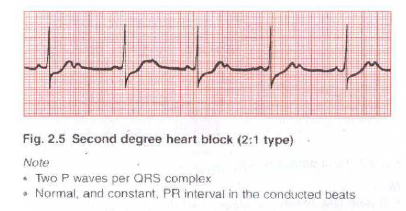 Fig. 2.5 Second degree heart block (2:1 type)
Note
• Two P waves per QRS complex
• Normal, and constant, PR interval in the conducted beats